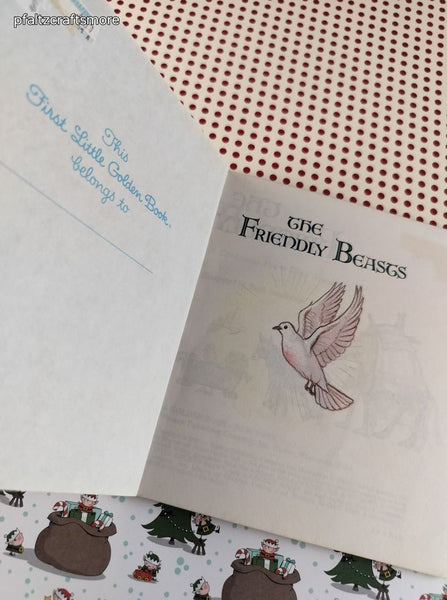 pfaltzcraftsmore
This
First Little Golden Book
belongs to
THE
FRIENDLY BEASTS